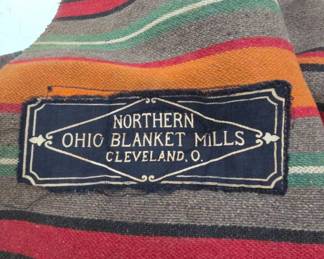 NORTHERN
OHIO BLANKET MILLS
CLEVELAND, O.